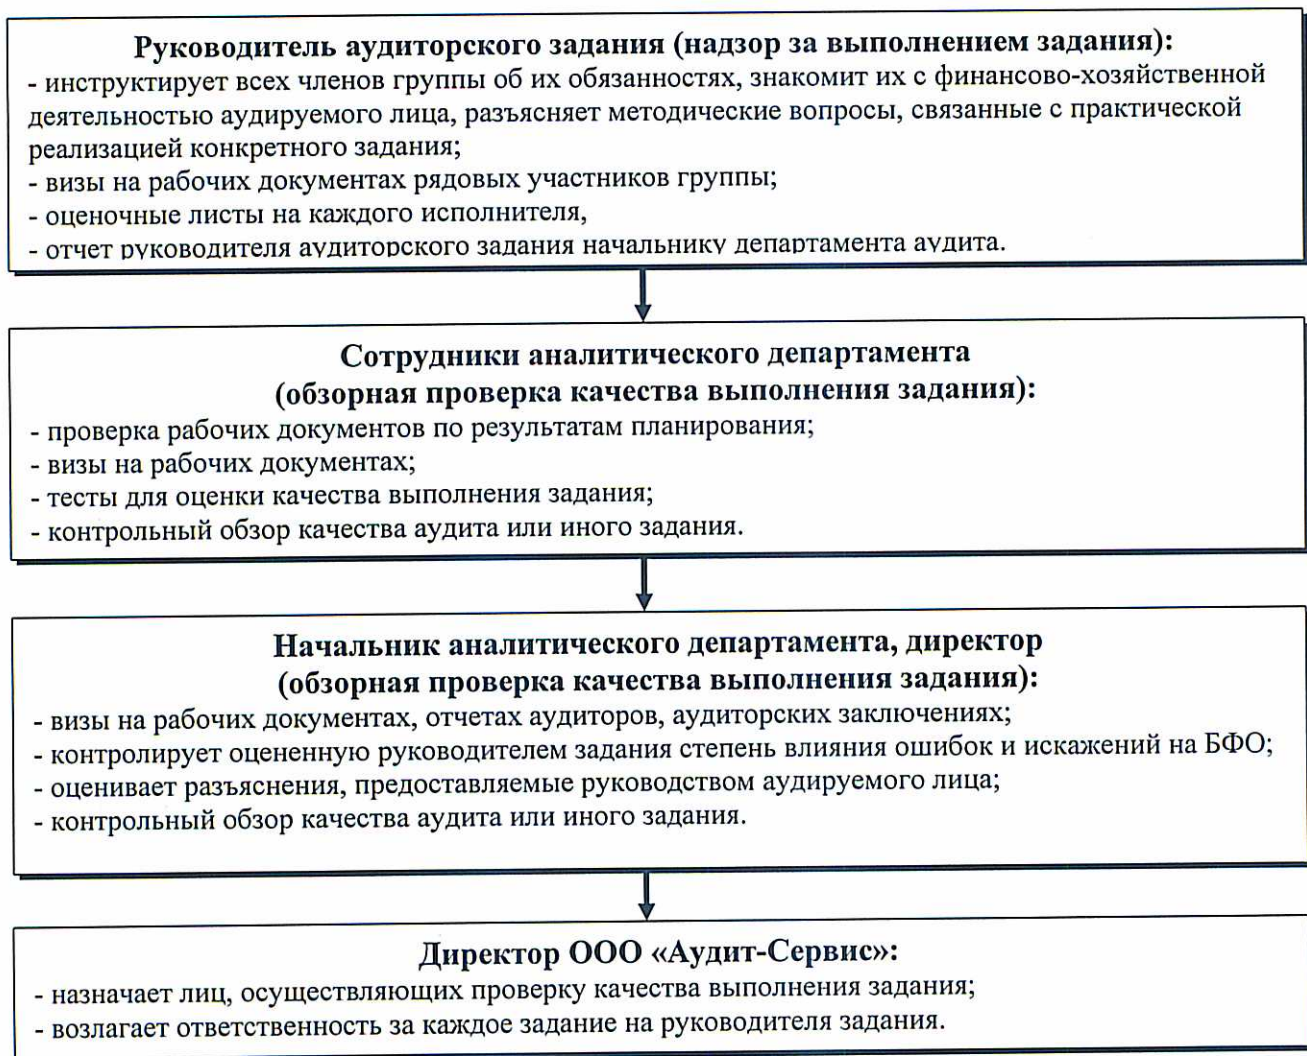 Руководитель аудиторского задания (надзор за выполнением задания):
- инструктирует всех членов группы об их обязанностях, знакомит их с финансово-хозяйственной
деятельностью аудируемого лица, разъясняет методические вопросы, связанные с практической
реализацией конкретного задания;
- визы на рабочих документах рядовых участников группы;
- оценочные листы на каждого исполнителя,
- отчет руководителя аудиторского задания начальнику департамента аудита.
Сотрудники аналитического департамента
(обзорная проверка качества выполнения задания):
- проверка рабочих документов по результатам планирования;
- визы на рабочих документах;
- тесты для оценки качества выполнения задания;
- контрольный обзор качества аудита или иного задания.
Начальник аналитического департамента, директор
(обзорная проверка качества выполнения задания):
- визы на рабочих документах, отчетах аудиторов, аудиторских заключениях;
- контролирует оцененную руководителем задания степень влияния ошибок и искажений на БФО;
- оценивает разъяснения, предоставляемые руководством аудируемого лица;
- контрольный обзор качества аудита или иного задания.
Директор ООО «Аудит-Сервис»:
- назначает лиц, осуществляющих проверку качества выполнения задания;
- возлагает ответственность за каждое задание на руководителя задания.